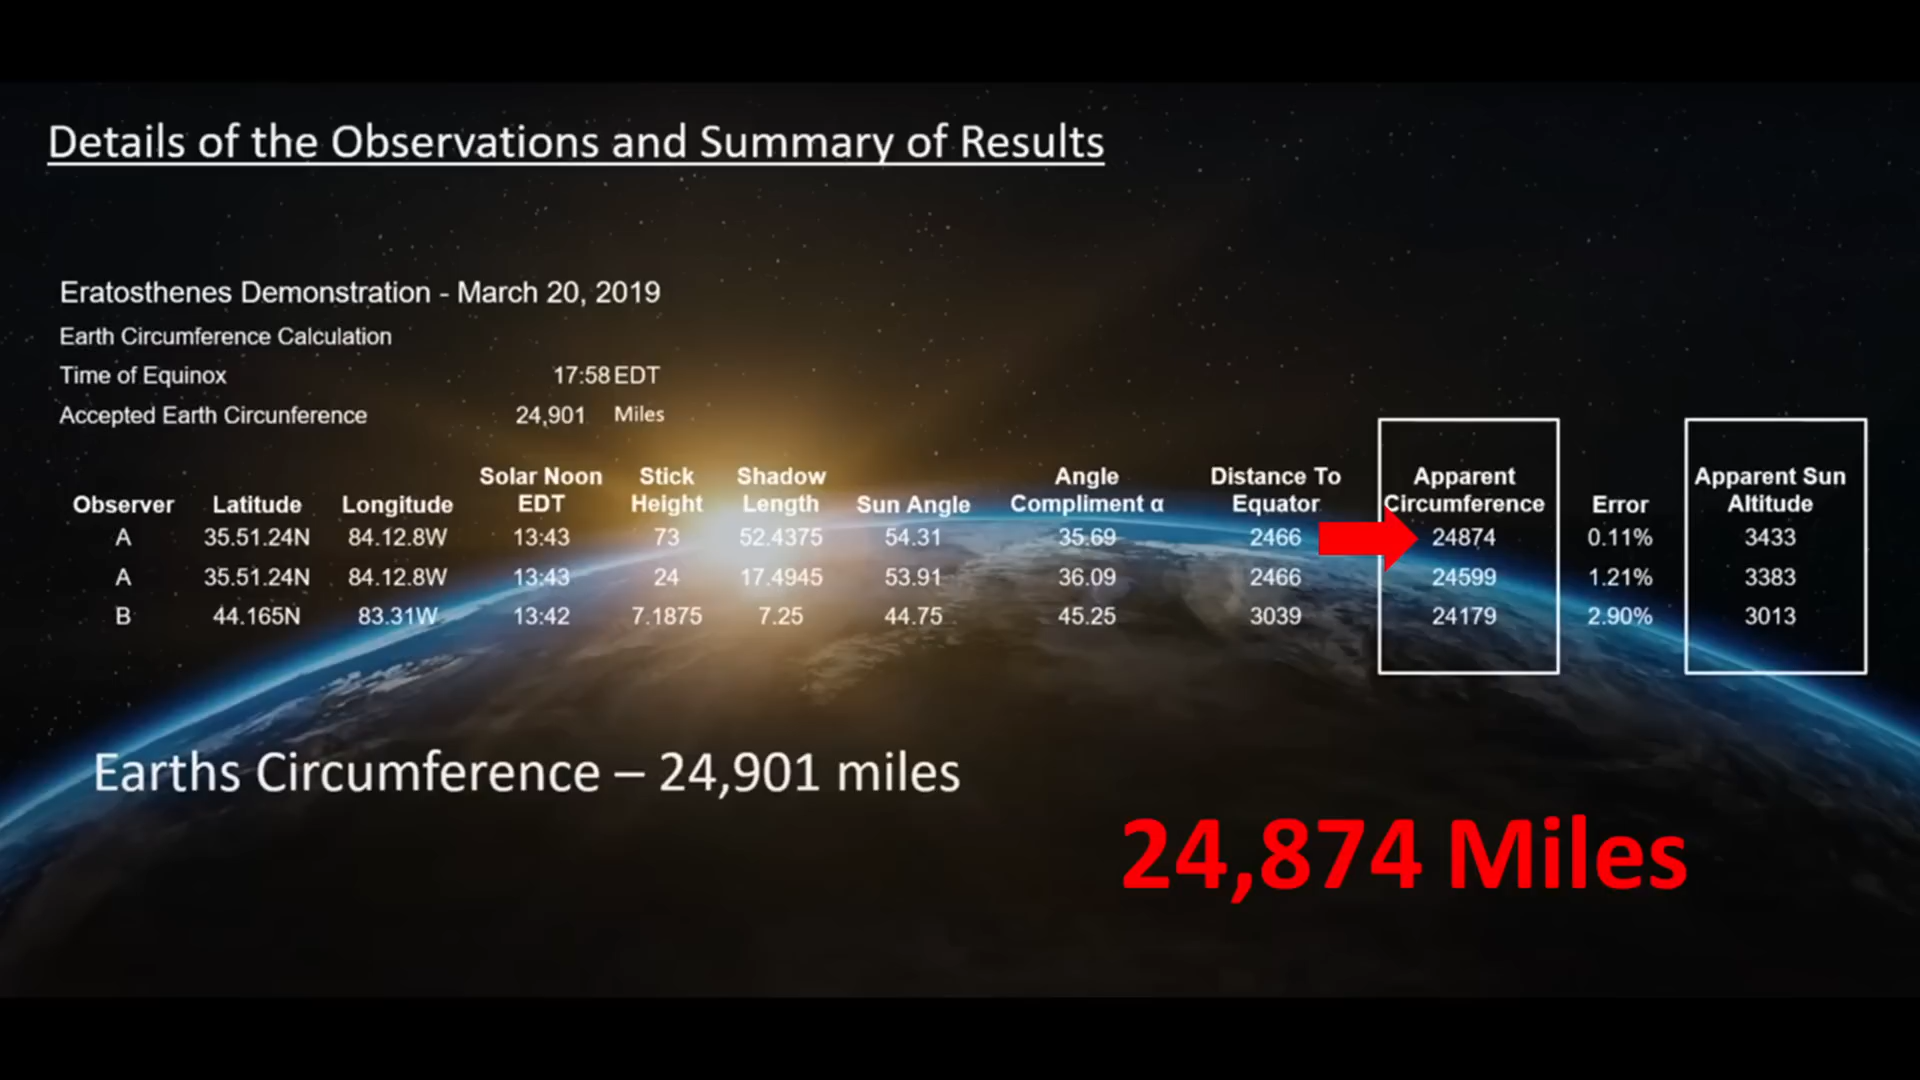 Details of the Observations and Summary of Results
Eratosthenes Demonstration - March 20, 2019
Earth Circumference Calculation
Time of Equinox 17:58 EDT
Accepted Earth Circunference 24,901 Miles
Observer Latitude Longitude Solar Noon EDT Stick Height Shadow Length Sun Angle Angle Compliment α Distance To Equator Apparent Circumference Error Apparent Sun Altitude
A 35.51.24N 84.12.8W 13:43 73 52.4375 54.31 35.69 2466 24874 0.11% 3433
A 35.51.24N 84.12.8W 13:43 24 17.4945 53.91 36.09 2466 24599 1.21% 3383
B 44.165N 83.31W 13:42 7.1875 7.25 44.75 45.25 3039 24179 2.90% 3013
Earths Circumference – 24,901 miles
24,874 Miles